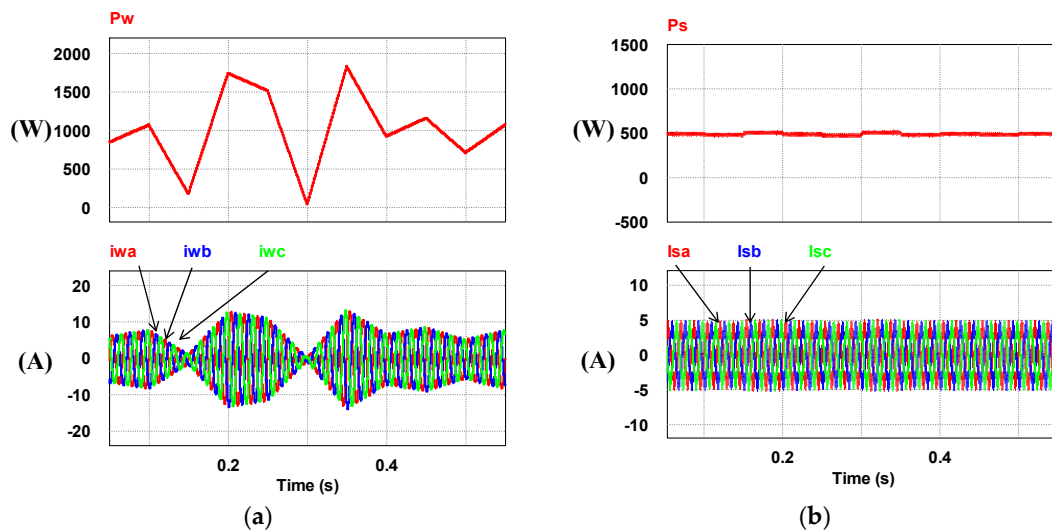 Pw
2000
1500
(W) 1000
500
0
iwa iwb iwc
20
10
(A) 0
-10
-20
0.2 0.4
Time (s)
(a)
Ps
1500
1000
(W) 500
0
-500
Isa Isb Isc
10
5
(A) 0
-5
-10
0.2 0.4
Time (s)
(b)